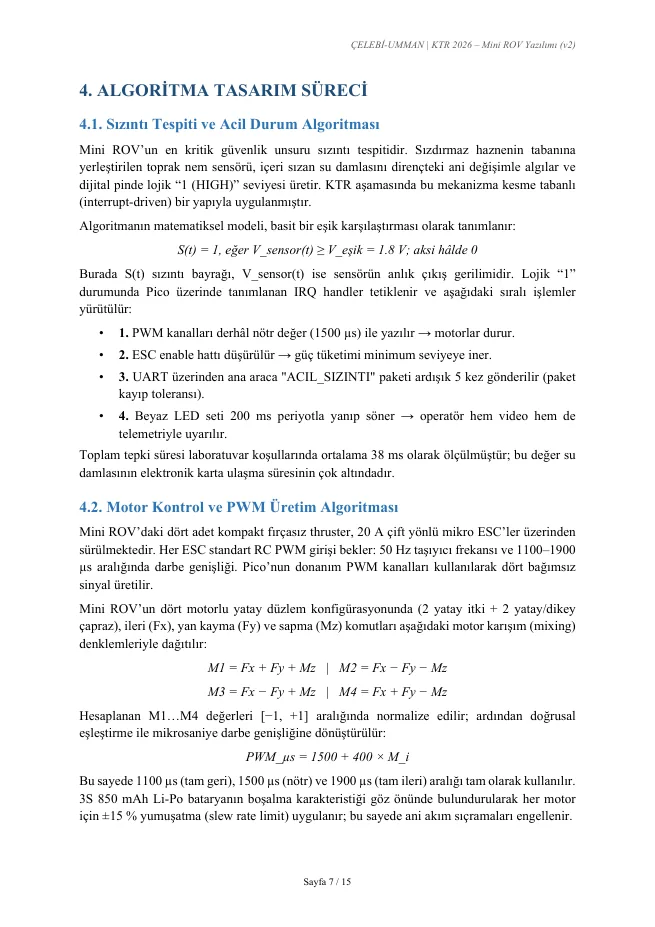 ÇELEBİ-UMMAN | KTR 2026 – Mini ROV Yazılımı (v2)
4. ALGORİTMA TASARIM SÜRECİ
4.1. Sızıntı Tespiti ve Acil Durum Algoritması
Mini ROV’un en kritik güvenlik unsuru sızıntı tespitidir. Sızdırmaz haznenin tabanına
yerleştirilen toprak nem sensörü, içeri sızan su damlasını dirençteki ani değişimle algılar ve
dijital pinde lojik “1 (HIGH)” seviyesi üretir. KTR aşamasında bu mekanizma kesme tabanlı
(interrupt-driven) bir yapıyla uygulanmıştır.
Algoritmanın matematiksel modeli, basit bir eşik karşılaştırması olarak tanımlanır:
S(t) = 1, eğer V_sensor(t) ≥ V_eşik = 1.8 V; aksi hâlde 0
Burada S(t) sızıntı bayrağı, V_sensor(t) ise sensörün anlık çıkış gerilimidir. Lojik “1”
durumunda Pico üzerinde tanımlanan IRQ handler tetiklenir ve aşağıdaki sıralı işlemler
yürütülür:
• 1. PWM kanalları derhâl nötr değer (1500 µs) ile yazılır → motorlar durur.
• 2. ESC enable hattı düşürülür → güç tüketimi minimum seviyeye iner.
• 3. UART üzerinden ana araca "ACIL_SIZINTI" paketi ardışık 5 kez gönderilir (paket
kayıp toleransı).
• 4. Beyaz LED seti 200 ms periyotla yanıp söner → operatör hem video hem de
telemetriyle uyarılır.
Toplam tepki süresi laboratuvar koşullarında ortalama 38 ms olarak ölçülmüştür; bu değer su
damlasının elektronik karta ulaşma süresinin çok altındadır.
4.2. Motor Kontrol ve PWM Üretim Algoritması
Mini ROV’daki dört adet kompakt fırçasız thruster, 20 A çift yönlü mikro ESC’ler üzerinden
sürülmektedir. Her ESC standart RC PWM girişi bekler: 50 Hz taşıyıcı frekansı ve 1100–1900
µs aralığında darbe genişliği. Pico’nun donanım PWM kanalları kullanılarak dört bağımsız
sinyal üretilir.
Mini ROV’un dört motorlu yatay düzlem konfigürasyonunda (2 yatay itki + 2 yatay/dikey
çapraz), ileri (Fx), yan kayma (Fy) ve sapma (Mz) komutları aşağıdaki motor karışım (mixing)
denklemleriyle dağıtılır:
M1 = Fx + Fy + Mz | M2 = Fx − Fy − Mz
M3 = Fx − Fy + Mz | M4 = Fx + Fy − Mz
Hesaplanan M1…M4 değerleri [−1, +1] aralığında normalize edilir; ardından doğrusal
eşleştirme ile mikrosaniye darbe genişliğine dönüştürülür:
PWM_µs = 1500 + 400 × M_i
Bu sayede 1100 µs (tam geri), 1500 µs (nötr) ve 1900 µs (tam ileri) aralığı tam olarak kullanılır.
3S 850 mAh Li-Po bataryanın boşalma karakteristiği göz önünde bulundurularak her motor
için ±15 % yumuşatma (slew rate limit) uygulanır; bu sayede ani akım sıçramaları engellenir.
Sayfa 7 / 15